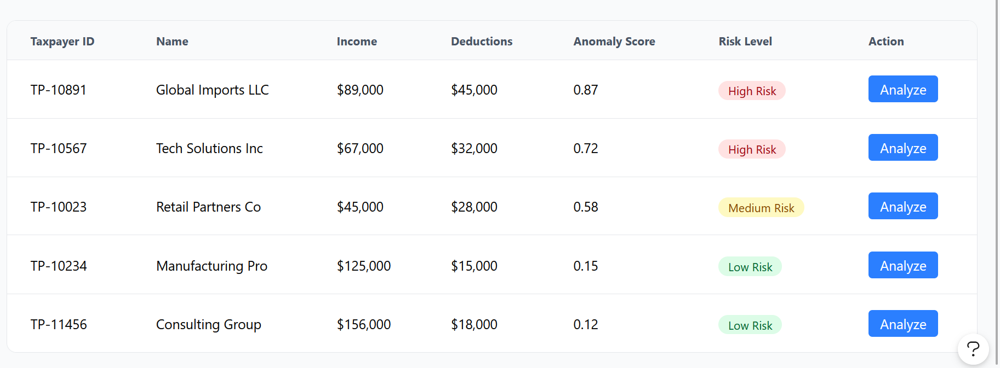 Taxpayer ID Name Income Deductions Anomaly Score Risk Level Action
TP-10891 Global Imports LLC $89,000 $45,000 0.87 High Risk Analyze
TP-10567 Tech Solutions Inc $67,000 $32,000 0.72 High Risk Analyze
TP-10023 Retail Partners Co $45,000 $28,000 0.58 Medium Risk Analyze
TP-10234 Manufacturing Pro $125,000 $15,000 0.15 Low Risk Analyze
TP-11456 Consulting Group $156,000 $18,000 0.12 Low Risk Analyze
?